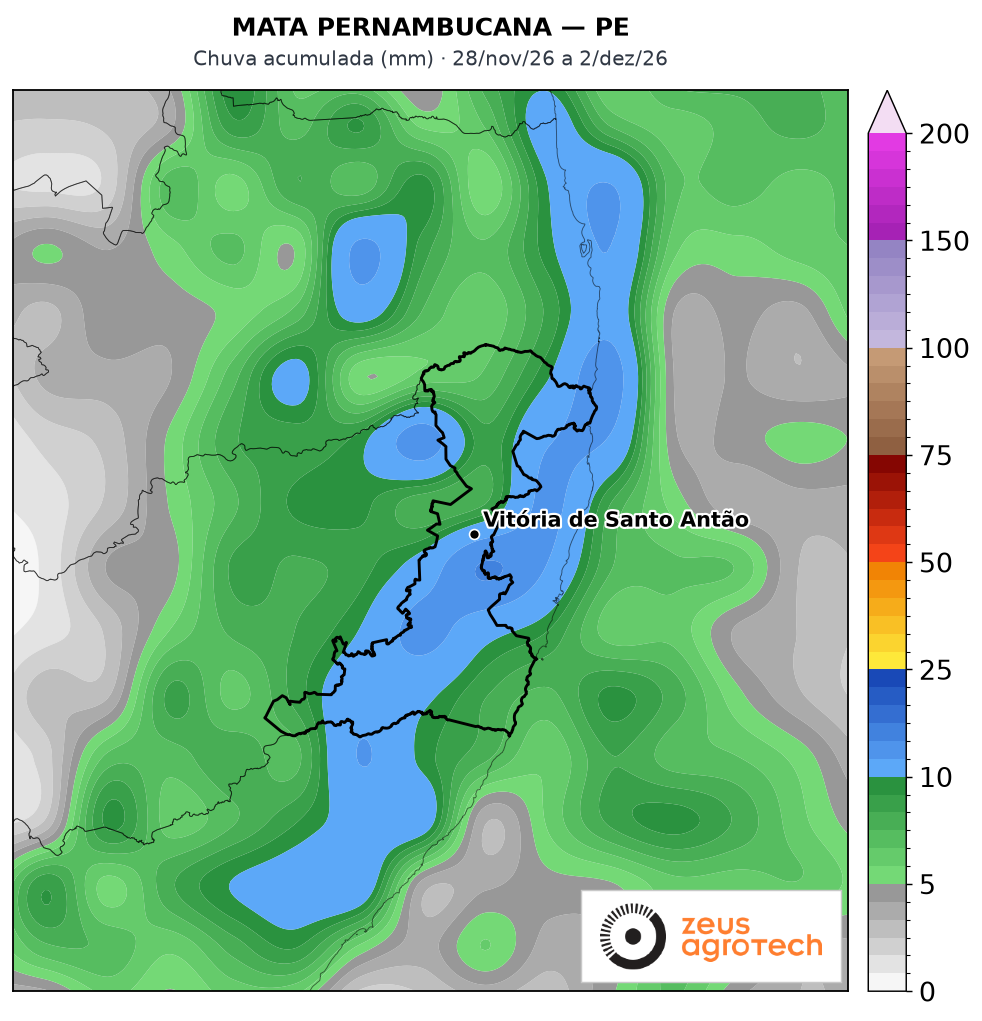 MATA PERNAMBUCANA — PE
Chuva acumulada (mm) · 28/nov/26 a 2/dez/26
200
150
100
75
50
25
10
5
0
Vitória de Santo Antão
zeus
agrotech